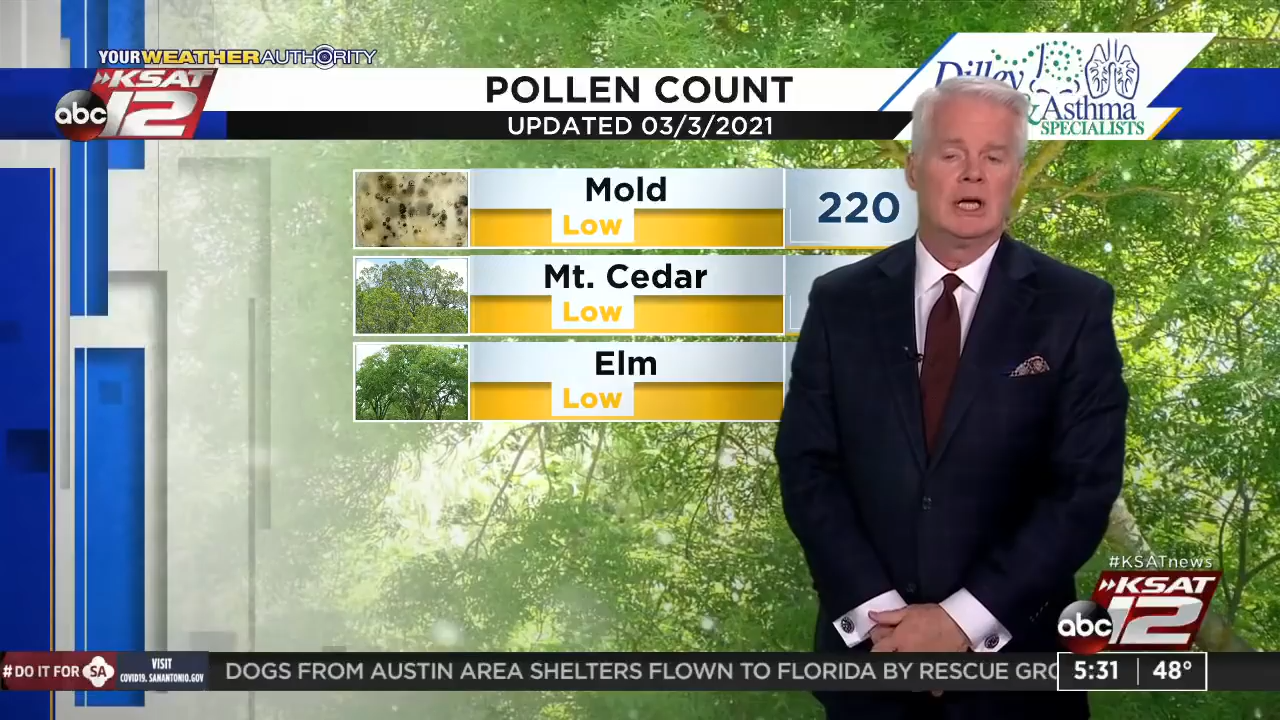 YOURWEATHERAUTHORITY
KSAT
abc 12
POLLEN COUNT
UPDATED 03/3/2021
Dilley
& Asthma
SPECIALISTS
Mold
Low
220
Mt. Cedar
Low
Elm
Low
#KSATnews
KSAT
abc 12
#DO IT FOR SA
VISIT
COVID19.SANANTONIO.GOV
DOGS FROM AUSTIN AREA SHELTERS FLOWN TO FLORIDA BY RESCUE GRO
5:31 48°